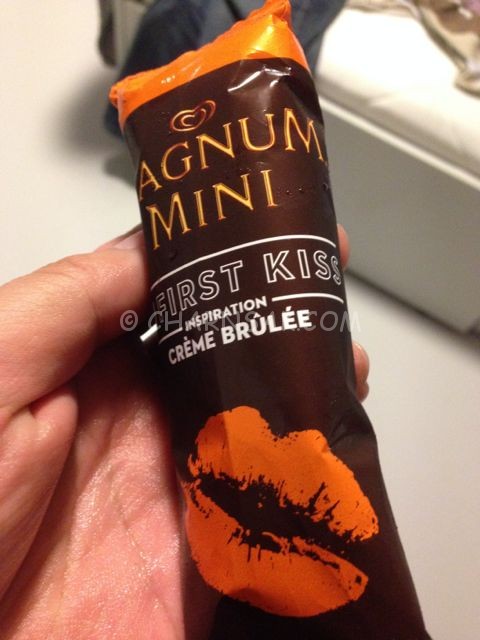 AGNUM
MINI
FIRST KISS
INSPIRATION
CRÈME BRÛLÉE